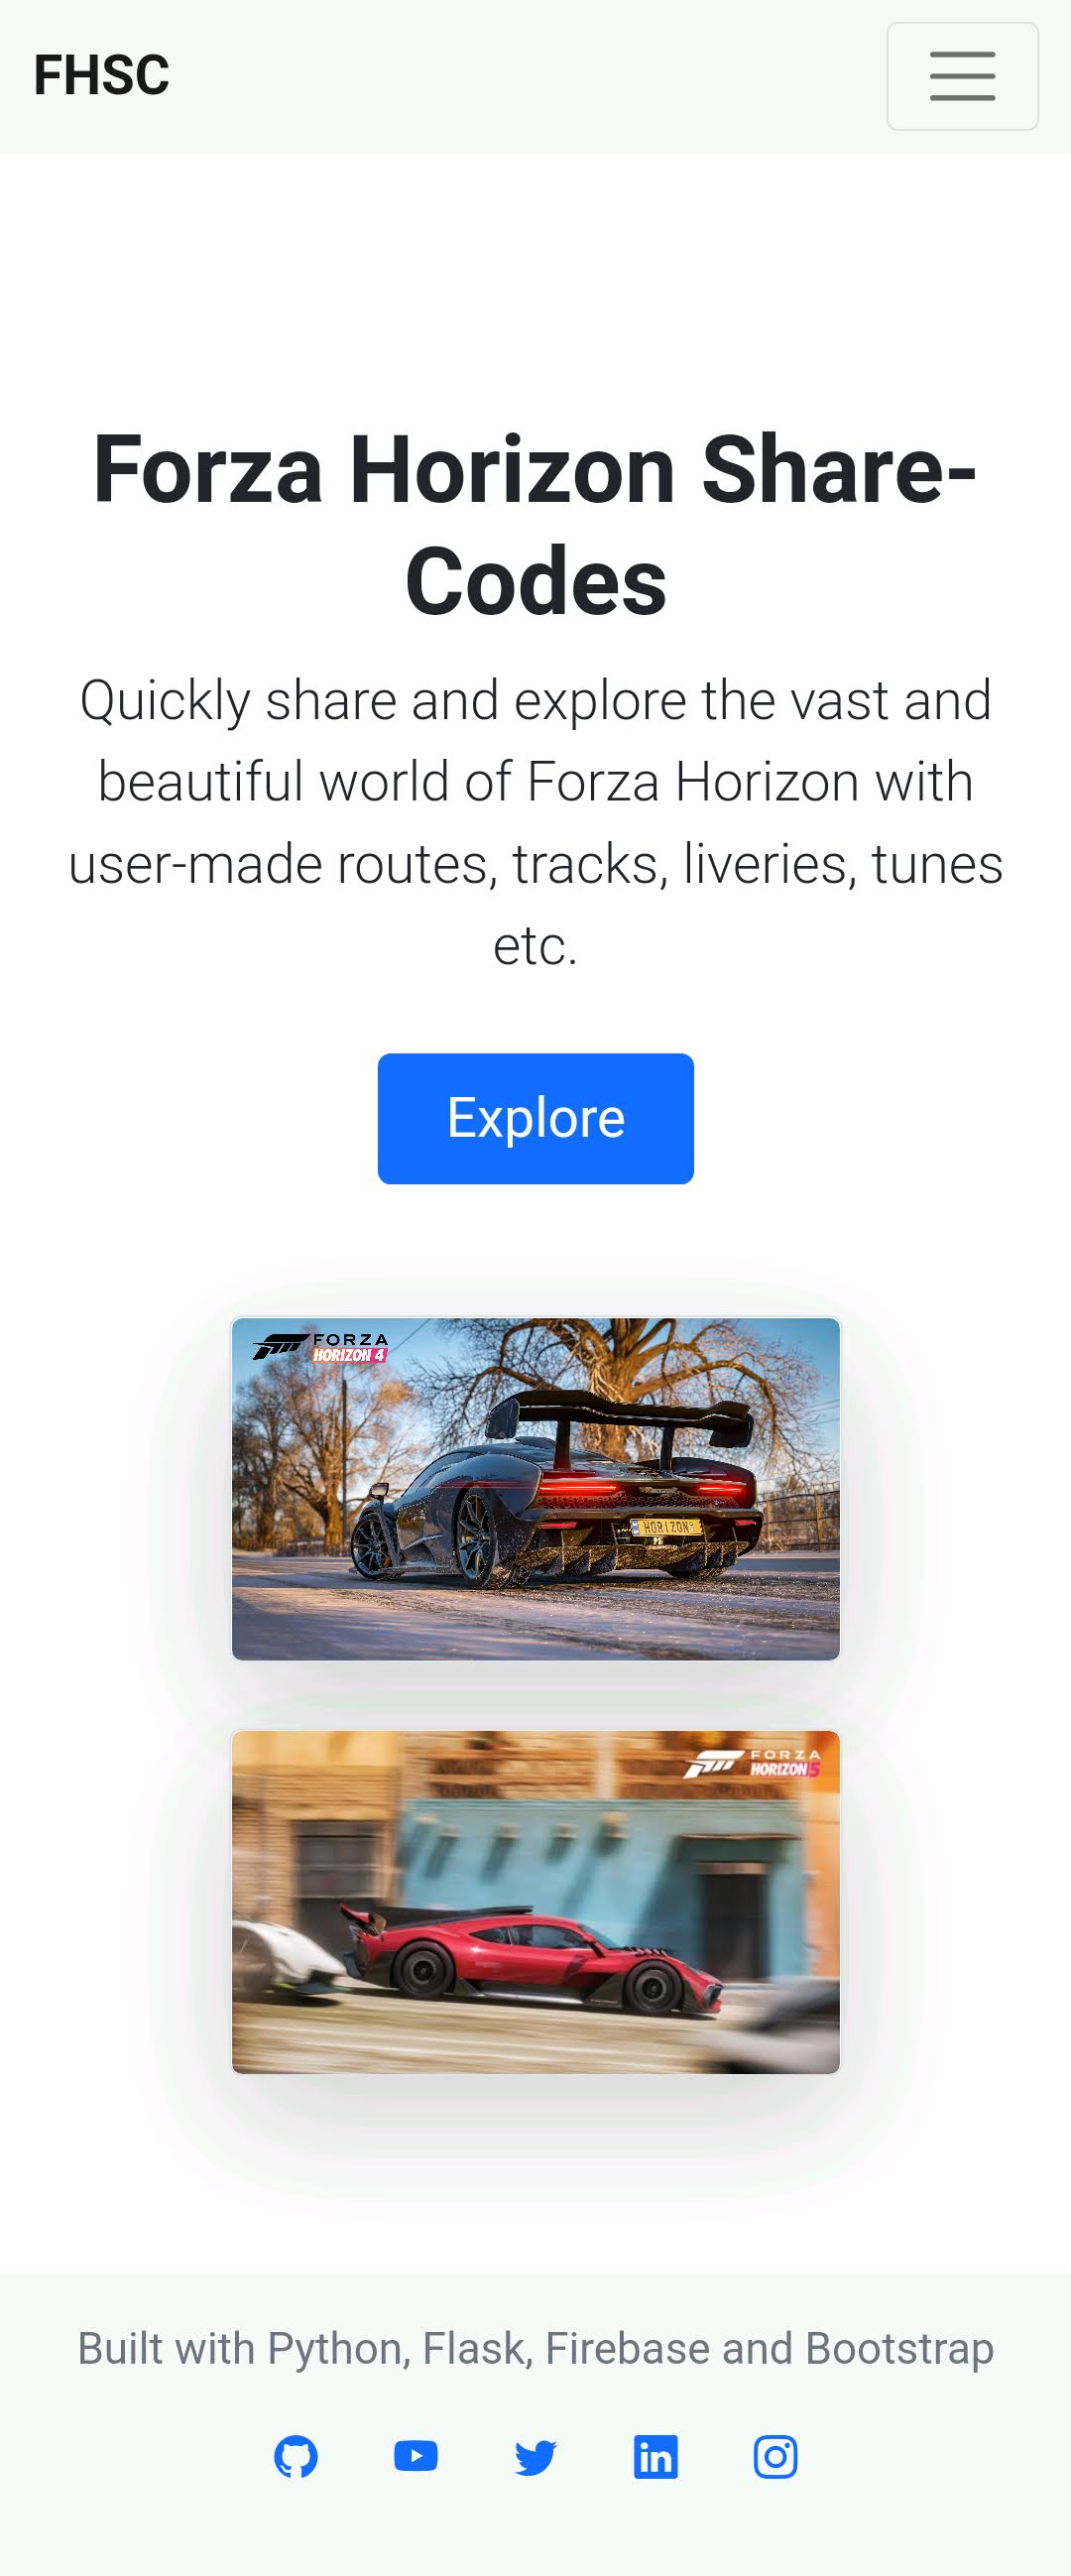 FHSC
Forza Horizon Share-
Codes
Quickly share and explore the vast and
beautiful world of Forza Horizon with
user-made routes, tracks, liveries, tunes
etc.
Explore
FORZA
HORIZON 4
HORIZON
FORZA
HORIZON 5
Built with Python, Flask, Firebase and Bootstrap
in